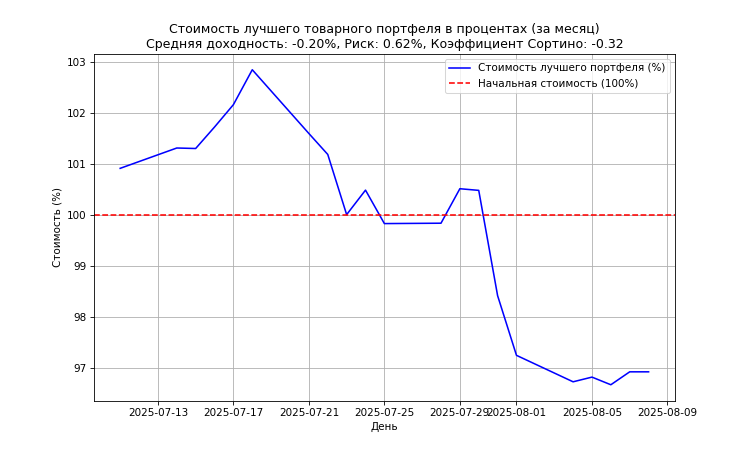 Стоимость лучшего товарного портфеля в процентах (за месяц)
Средняя доходность: -0.20%, Риск: 0.62%, Коэффициент Сортино: -0.32
Стоимость лучшего портфеля (%)
Начальная стоимость (100%)
Стоимость (%)
103
102
101
100
99
98
97
2025-07-13
2025-07-17
2025-07-21
2025-07-25
2025-07-29
2025-08-01
2025-08-05
2025-08-09
День